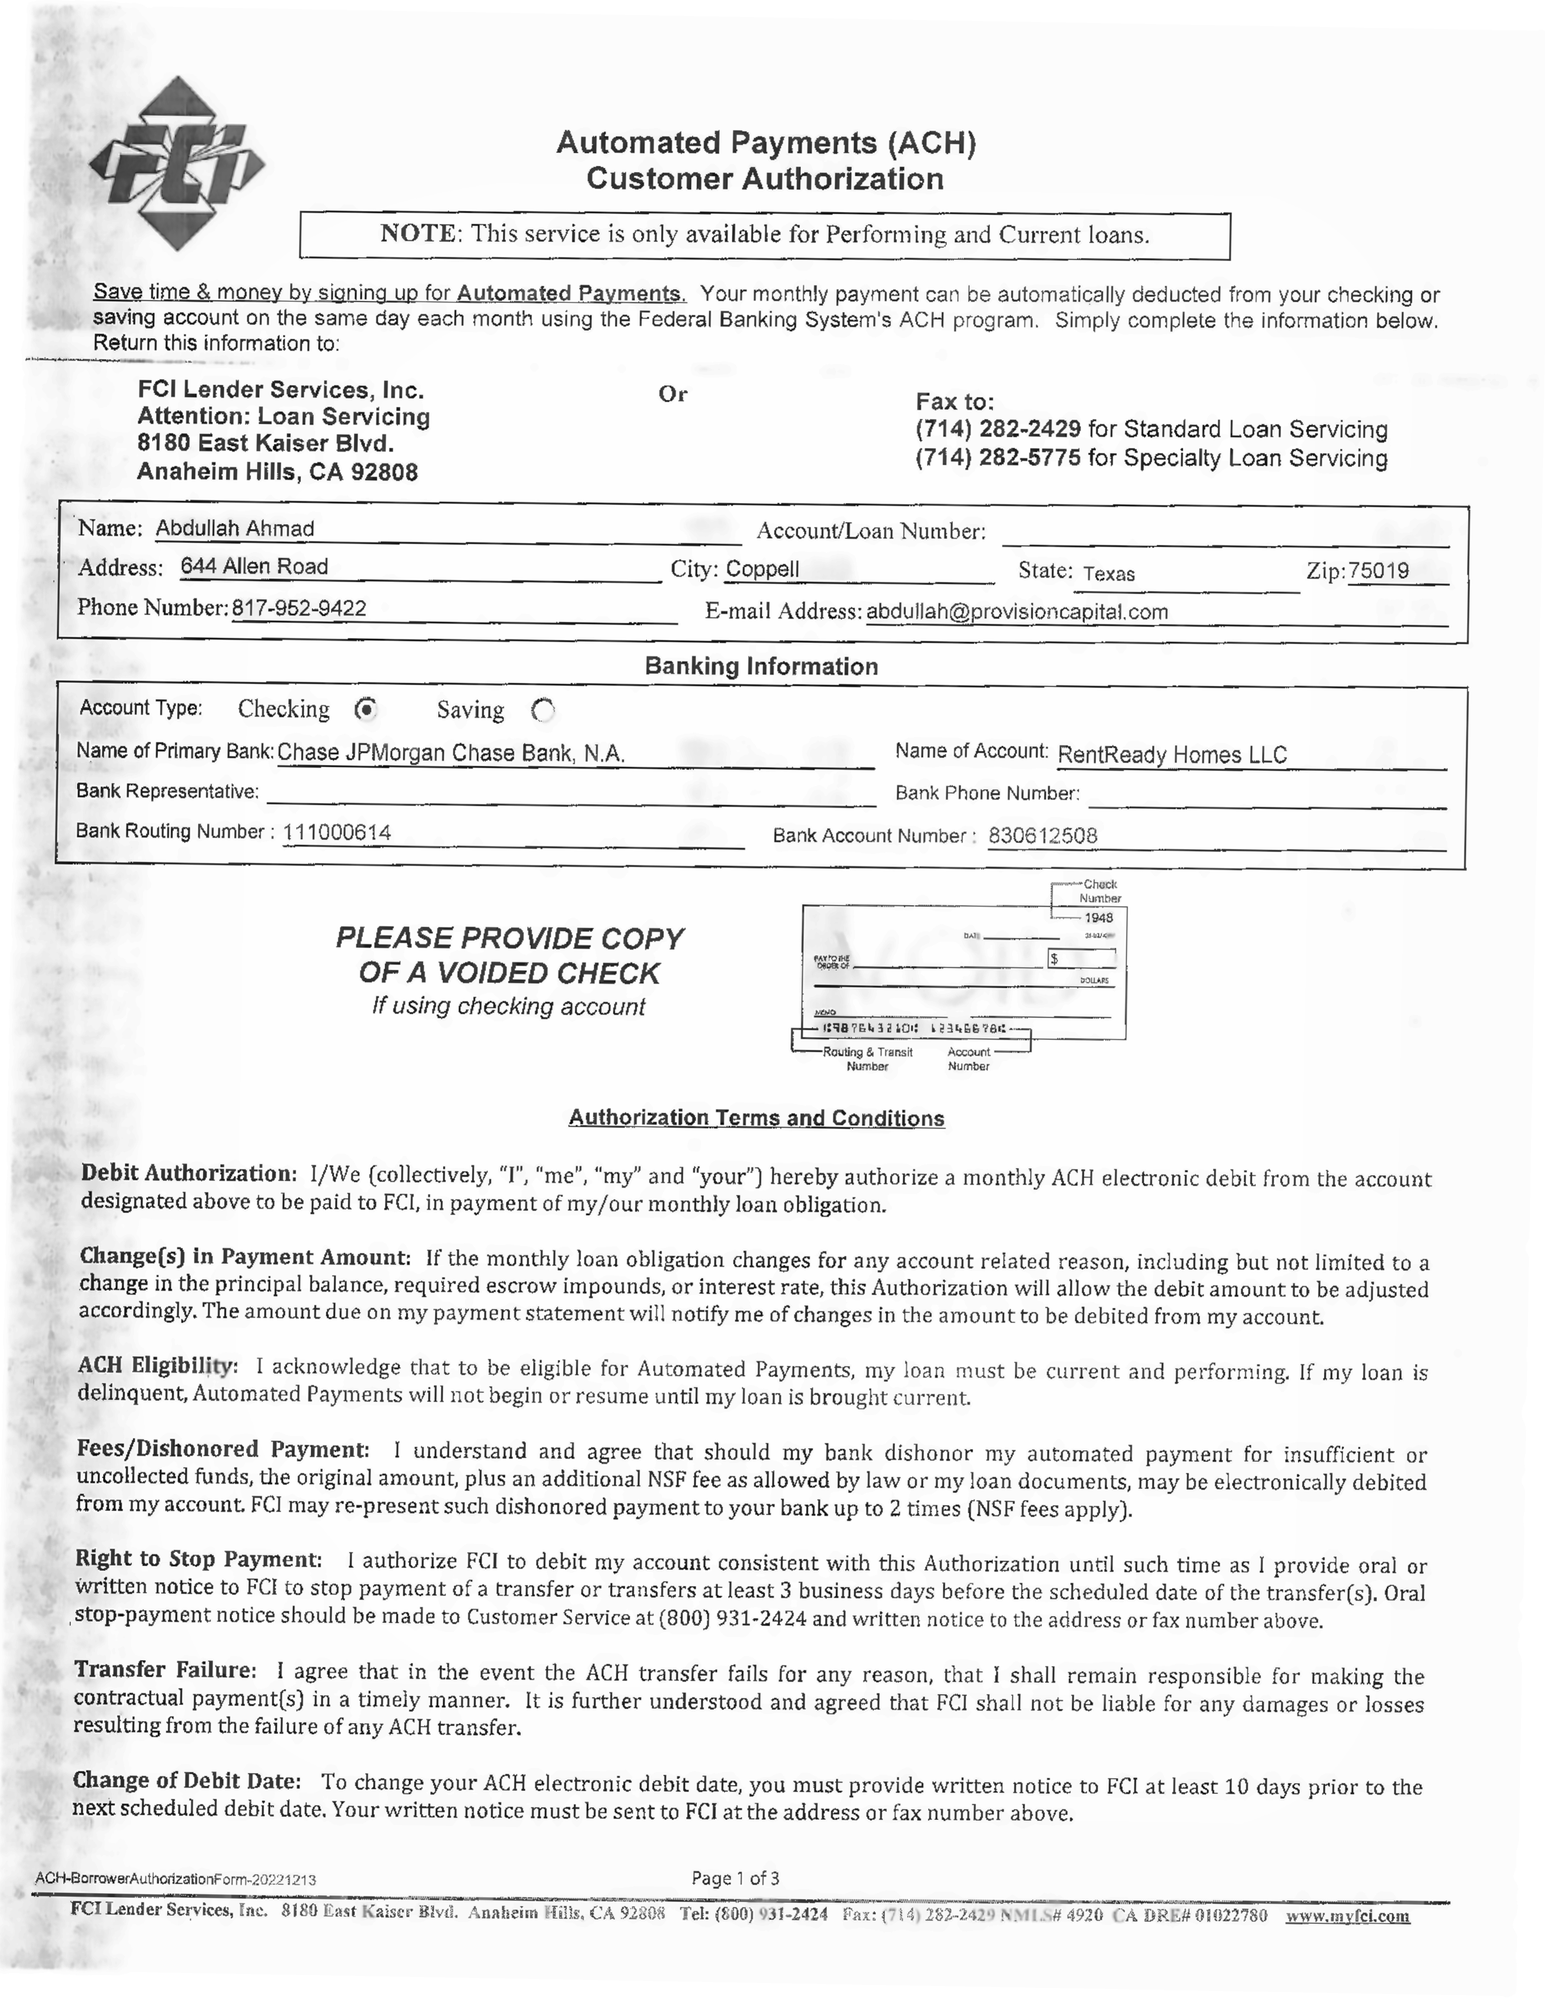 FCI
Automated Payments (ACH)
Customer Authorization
NOTE: This service is only available for Performing and Current loans.
Save time & money by signing up for Automated Payments. Your monthly payment can be automatically deducted from your checking or
saving account on the same day each month using the Federal Banking System's ACH program. Simply complete the information below.
Return this information to:
FCI Lender Services, Inc.
Attention: Loan Servicing
8180 East Kaiser Blvd.
Anaheim Hills, CA 92808
Or
Fax to:
(714) 282-2429 for Standard Loan Servicing
(714) 282-5775 for Specialty Loan Servicing
Name: Abdullah Ahmad Account/Loan Number:
Address: 644 Allen Road City: Coppell State: Texas Zip: 75019
Phone Number: 817-952-9422 E-mail Address: abdullah@provisioncapital.com
Banking Information
Account Type: Checking Saving
Name of Primary Bank: Chase JPMorgan Chase Bank, N.A. Name of Account: RentReady Homes LLC
Bank Representative: Bank Phone Number:
Bank Routing Number : 111000614 Bank Account Number : 830612508
PLEASE PROVIDE COPY
OF A VOIDED CHECK
If using checking account
Check
Number
1948
DATE
PAY TO THE
ORDER OF $
DOLLARS
VOID
MEMO
Routing & Transit
Number
Account
Number
Authorization Terms and Conditions
Debit Authorization: I/We (collectively, “I”, “me”, “my” and “your”) hereby authorize a monthly ACH electronic debit from the account
designated above to be paid to FCI, in payment of my/our monthly loan obligation.
Change(s) in Payment Amount: If the monthly loan obligation changes for any account related reason, including but not limited to a
change in the principal balance, required escrow impounds, or interest rate, this Authorization will allow the debit amount to be adjusted
accordingly. The amount due on my payment statement will notify me of changes in the amount to be debited from my account.
ACH Eligibility: I acknowledge that to be eligible for Automated Payments, my loan must be current and performing. If my loan is
delinquent, Automated Payments will not begin or resume until my loan is brought current.
Fees/Dishonored Payment: I understand and agree that should my bank dishonor my automated payment for insufficient or
uncollected funds, the original amount, plus an additional NSF fee as allowed by law or my loan documents, may be electronically debited
from my account. FCI may re-present such dishonored payment to your bank up to 2 times (NSF fees apply).
Right to Stop Payment: I authorize FCI to debit my account consistent with this Authorization until such time as I provide oral or
written notice to FCI to stop payment of a transfer or transfers at least 3 business days before the scheduled date of the transfer(s). Oral
stop-payment notice should be made to Customer Service at (800) 931-2424 and written notice to the address or fax number above.
Transfer Failure: I agree that in the event the ACH transfer fails for any reason, that I shall remain responsible for making the
contractual payment(s) in a timely manner. It is further understood and agreed that FCI shall not be liable for any damages or losses
resulting from the failure of any ACH transfer.
Change of Debit Date: To change your ACH electronic debit date, you must provide written notice to FCI at least 10 days prior to the
next scheduled debit date. Your written notice must be sent to FCI at the address or fax number above.
ACH-BorrowerAuthorizationForm-20221213 Page 1 of 3
FCI Lender Services, Inc. 8180 East Kaiser Blvd. Anaheim Hills, CA 92808 Tel: (800) 931-2424 Fax: (714) 282-2429 NMLS# 4920 CA DRE# 01022780 www.myfci.com